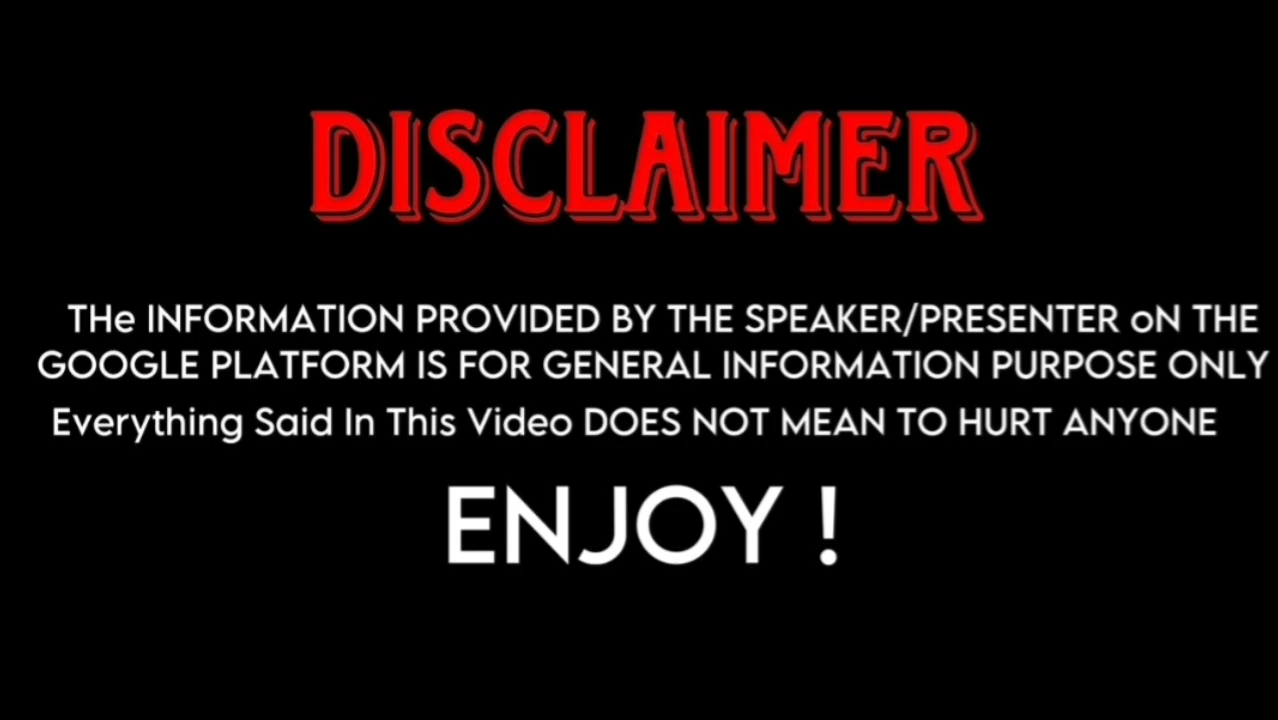 DISCLAIMER
THe INFORMATION PROVIDED BY THE SPEAKER/PRESENTER oN THE
GOOGLE PLATFORM IS FOR GENERAL INFORMATION PURPOSE ONLY
Everything Said In This Video DOES NOT MEAN TO HURT ANYONE
ENJOY !